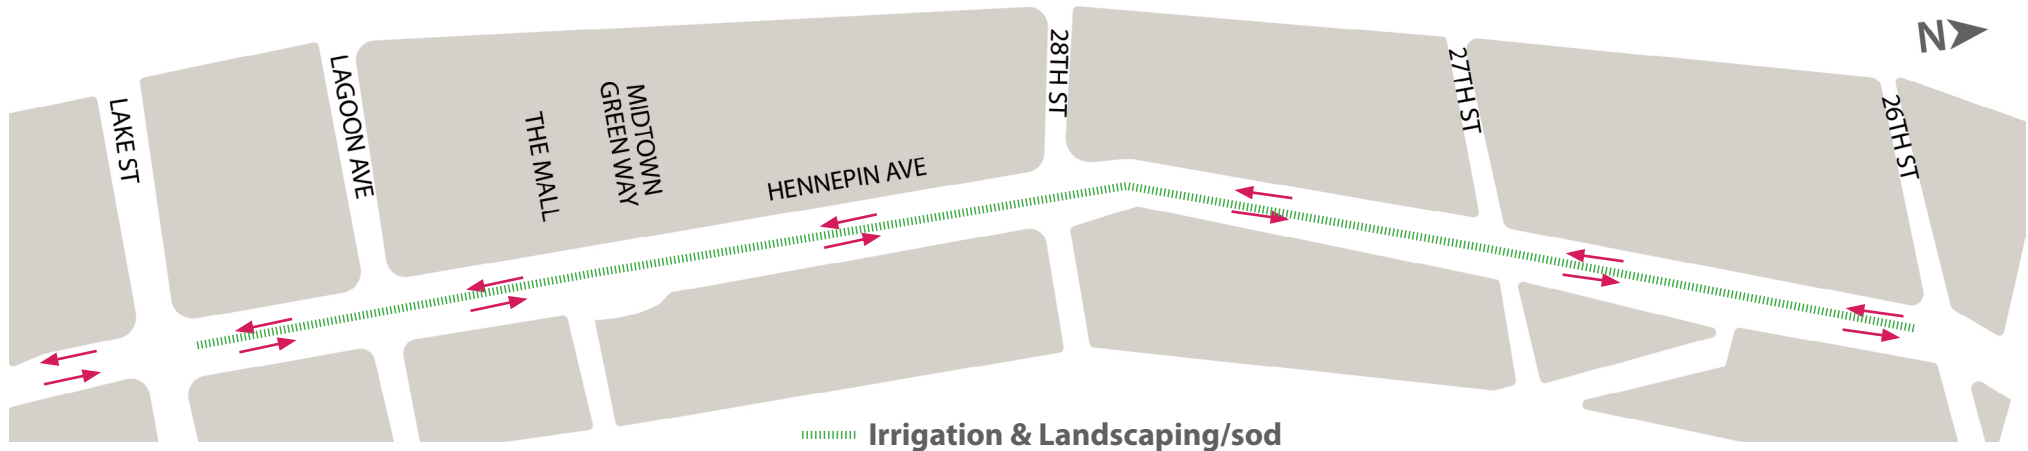 N
LAKE ST
LAGOON AVE
THE MALL
MIDTOWN
GREEN WAY
HENNEPIN AVE
28TH ST
27TH ST
26TH ST
Irrigation & Landscaping/sod